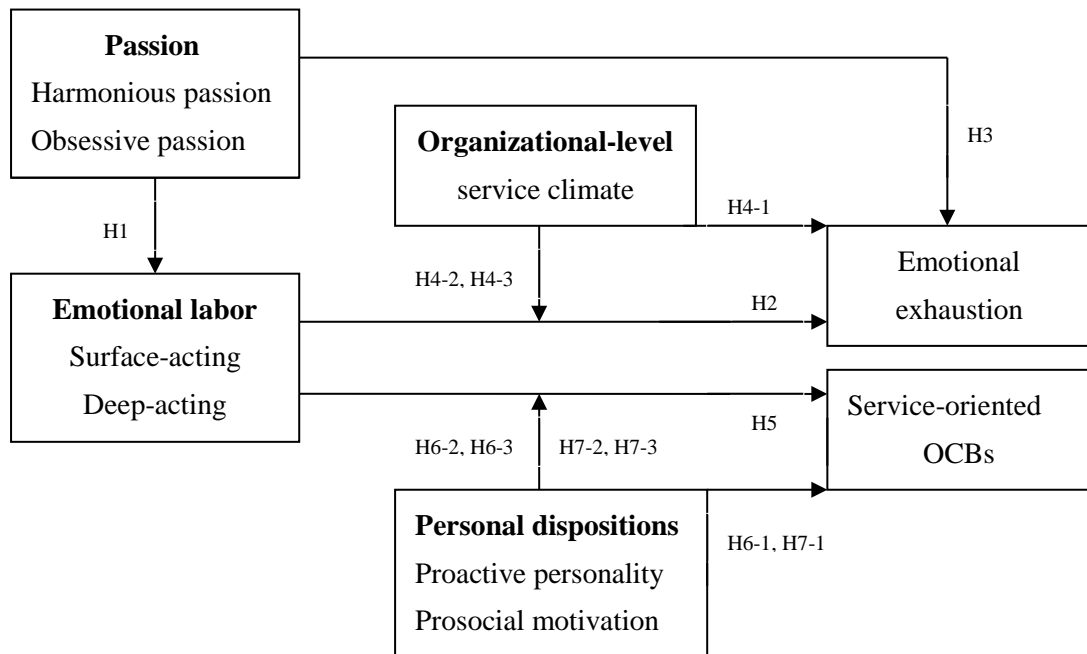 Passion
Harmonious passion
Obsessive passion
Organizational-level
service climate
H3
H4-1
H1
H4-2, H4-3
Emotional
exhaustion
Emotional labor
Surface-acting
Deep-acting
H2
H5
Service-oriented
OCBs
H6-2, H6-3
H7-2, H7-3
Personal dispositions
Proactive personality
Prosocial motivation
H6-1, H7-1